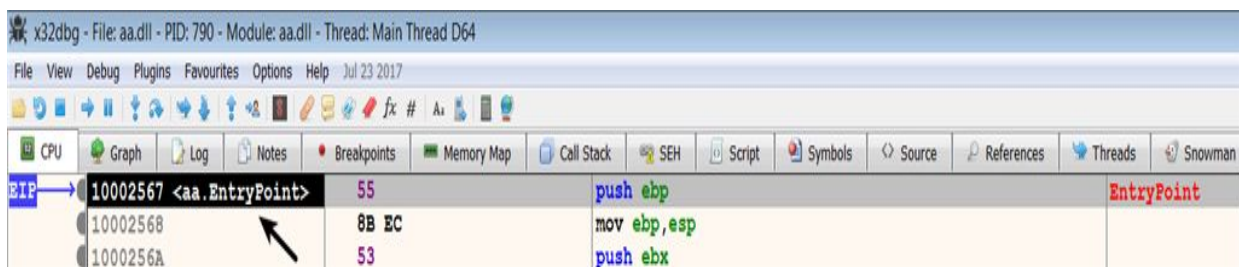 x32dbg - File: aa.dll - PID: 790 - Module: aa.dll - Thread: Main Thread D64
File View Debug Plugins Favourites Options Help Jul 23 2017
fx # A₂
CPU Graph Log Notes Breakpoints Memory Map Call Stack SEH Script Symbols Source References Threads Snowman
EIP 10002567 <aa.EntryPoint> 55 push ebp EntryPoint
10002568 8B EC mov ebp,esp
1000256A 53 push ebx